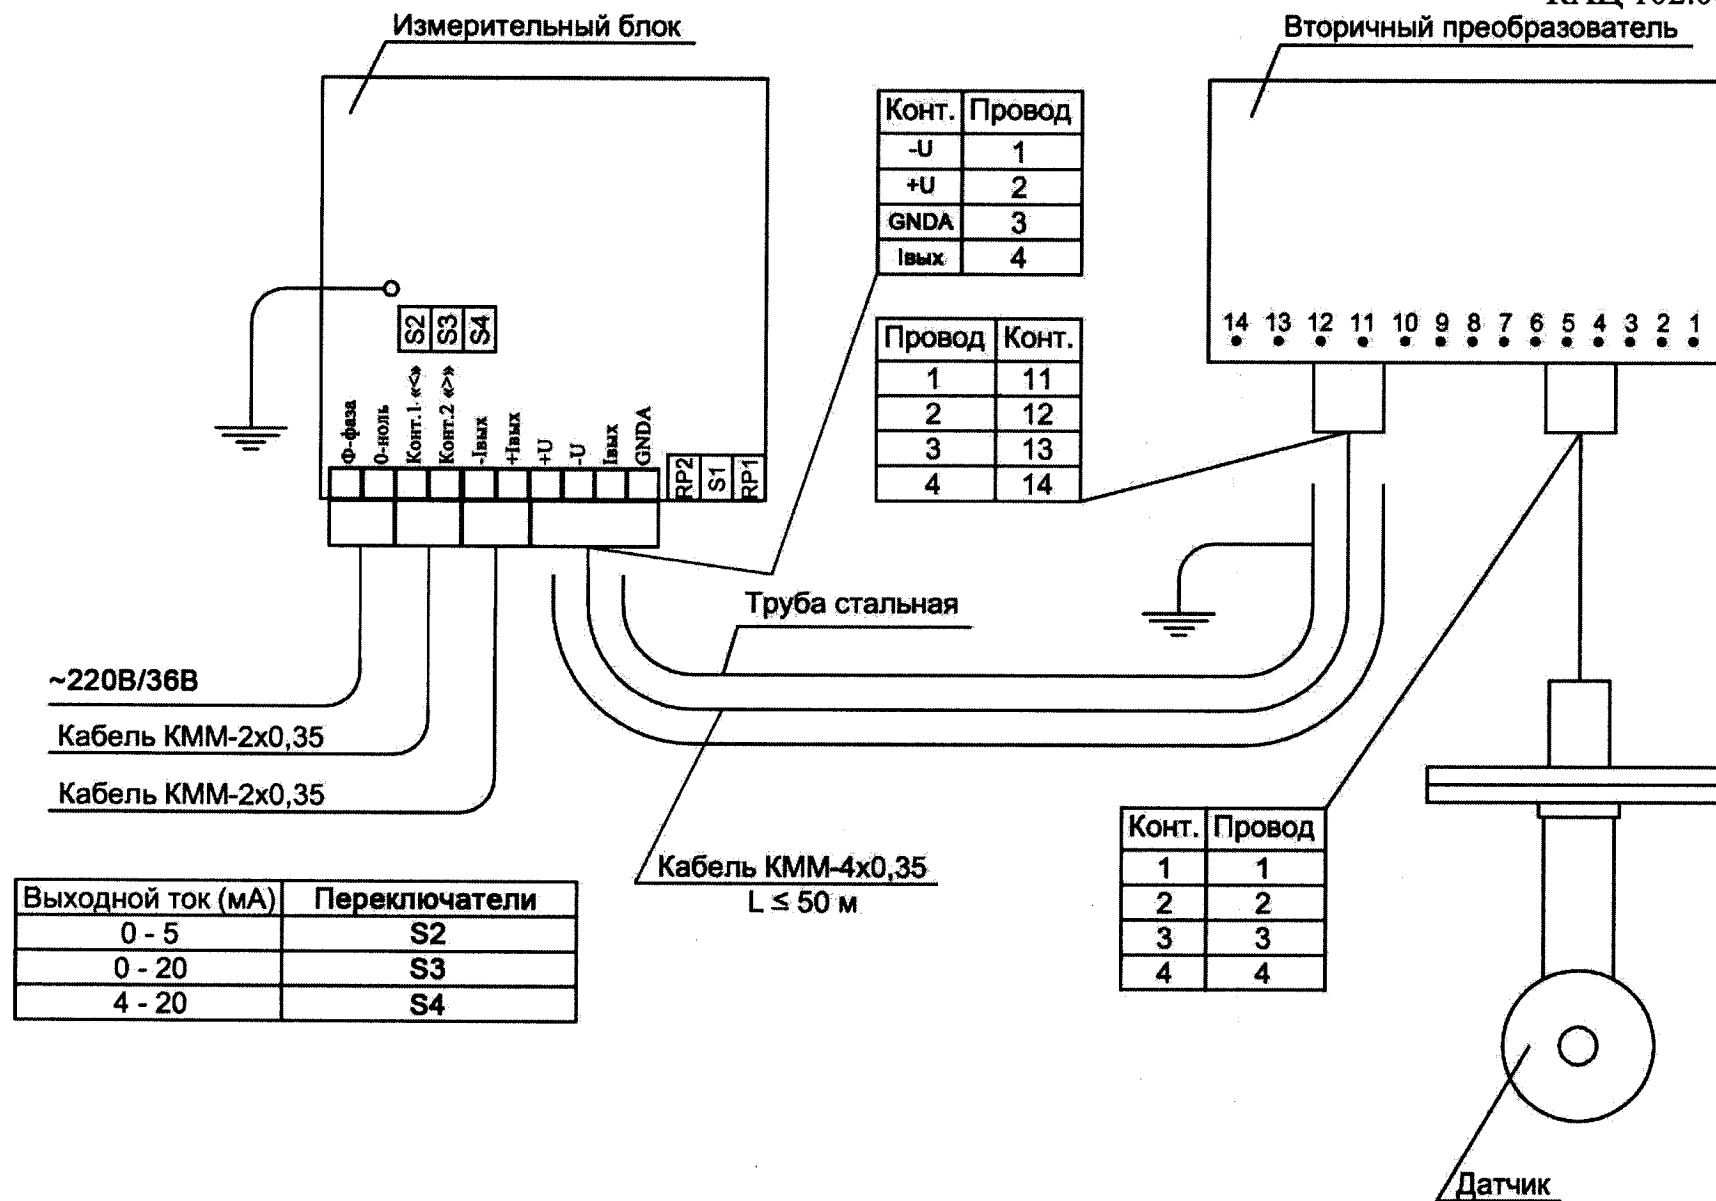 КАЦ 102.0
Измерительный блок
Вторичный преобразователь
Конт. Провод
-U 1
+U 2
GNDA 3
Iвых 4
Провод Конт.
1 11
2 12
3 13
4 14
14 13 12 11 10 9 8 7 6 5 4 3 2 1
S2 S3 S4
Ф-фаза
0-ноль
Конт.1 «<»
Конт.2 «>»
-Iвых
+Iвых
+U
-U
Iвых
GNDA
RP2 S1 RP1
Труба стальная
~220В/36В
Кабель КММ-2х0,35
Кабель КММ-2х0,35
Кабель КММ-4х0,35
L ≤ 50 м
Конт. Провод
1 1
2 2
3 3
4 4
Выходной ток (мА) Переключатели
0 - 5 S2
0 - 20 S3
4 - 20 S4
Датчик